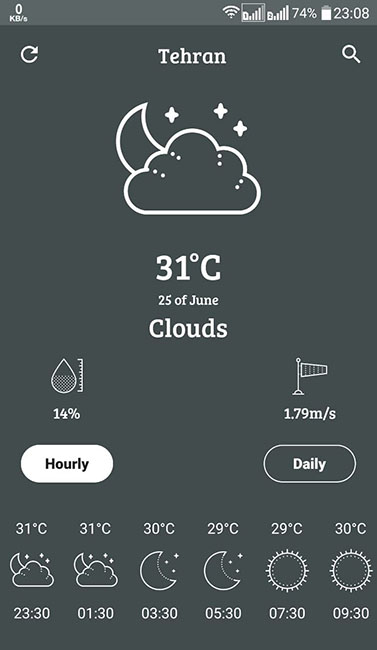 0
KB/s
74%
23:08
Tehran
31°C
25 of June
Clouds
14%
1.79m/s
Hourly
Daily
31°C 31°C 30°C 29°C 29°C 30°C
23:30 01:30 03:30 05:30 07:30 09:30